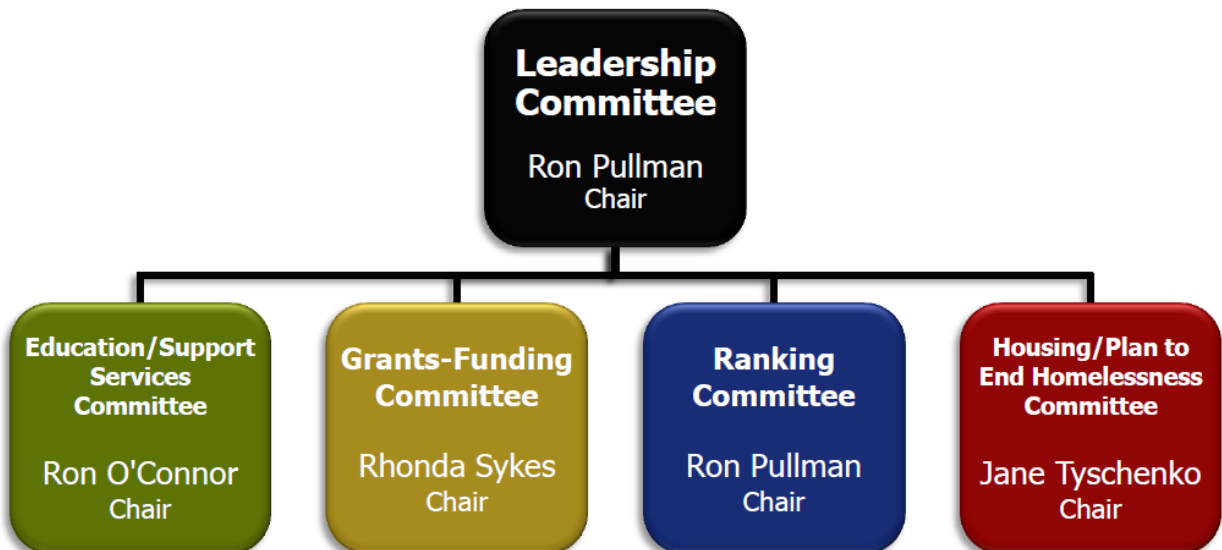 Leadership
Committee
Ron Pullman
Chair
Education/Support
Services
Committee
Ron O'Connor
Chair
Grants-Funding
Committee
Rhonda Sykes
Chair
Ranking
Committee
Ron Pullman
Chair
Housing/Plan to
End Homelessness
Committee
Jane Tyschenko
Chair